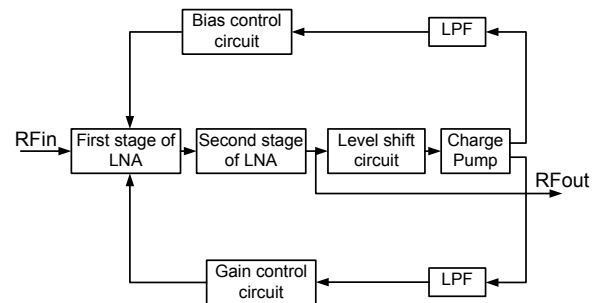 Bias control
circuit
LPF
RFin
First stage of
LNA
Second stage
of LNA
Level shift
circuit
Charge
Pump
RFout
Gain control
circuit
LPF